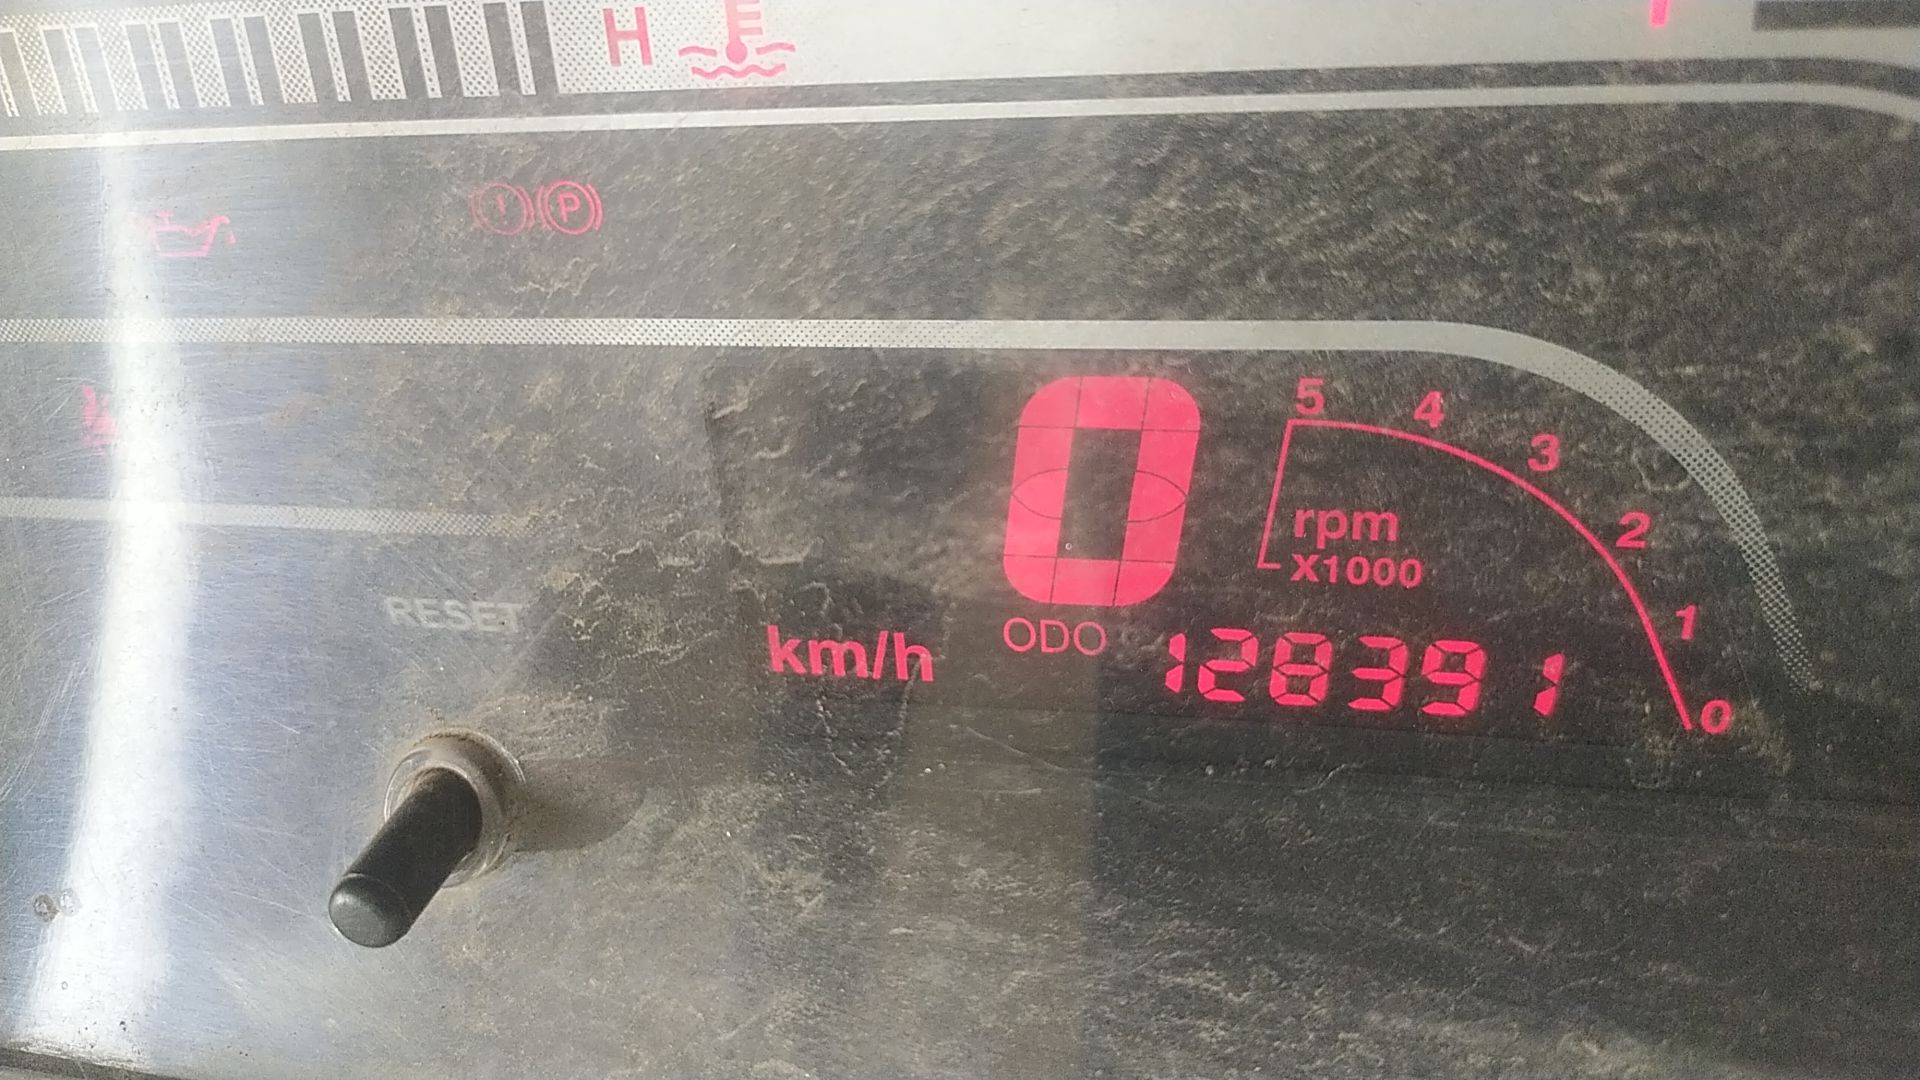 H
! P
5 4 3 2 1 0
rpm
X1000
RESET
km/h
0
ODO 128391